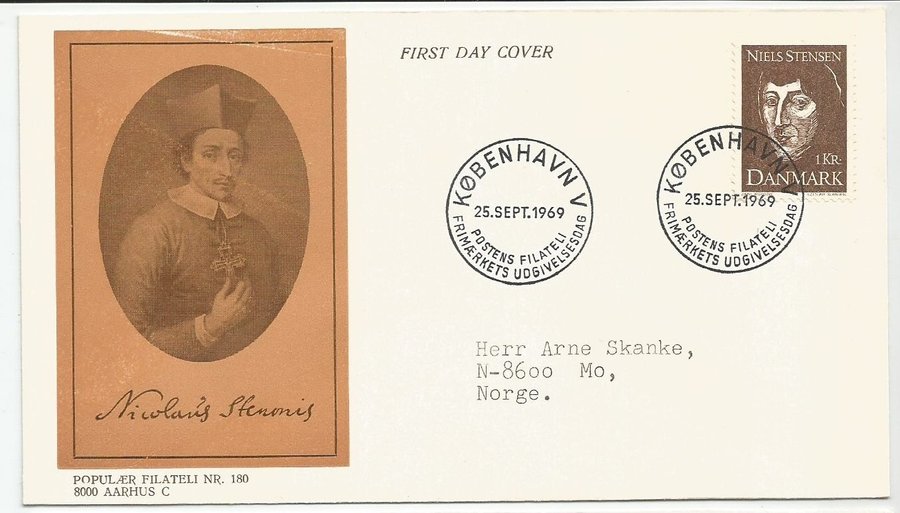 FIRST DAY COVER
NIELS STENSEN
1 KR.
DANMARK
KØBENHAVN V
25.SEPT.1969
POSTENS FILATELI
FRIMÆRKETS UDGIVELSESDAG
KØBENHAVN V
25.SEPT.1969
POSTENS FILATELI
FRIMÆRKETS UDGIVELSESDAG
Herr Arne Skanke,
N-8600 Mo,
Norge.
Nicolaus Stenonis
POPULÆR FILATELI NR. 180
8000 AARHUS C